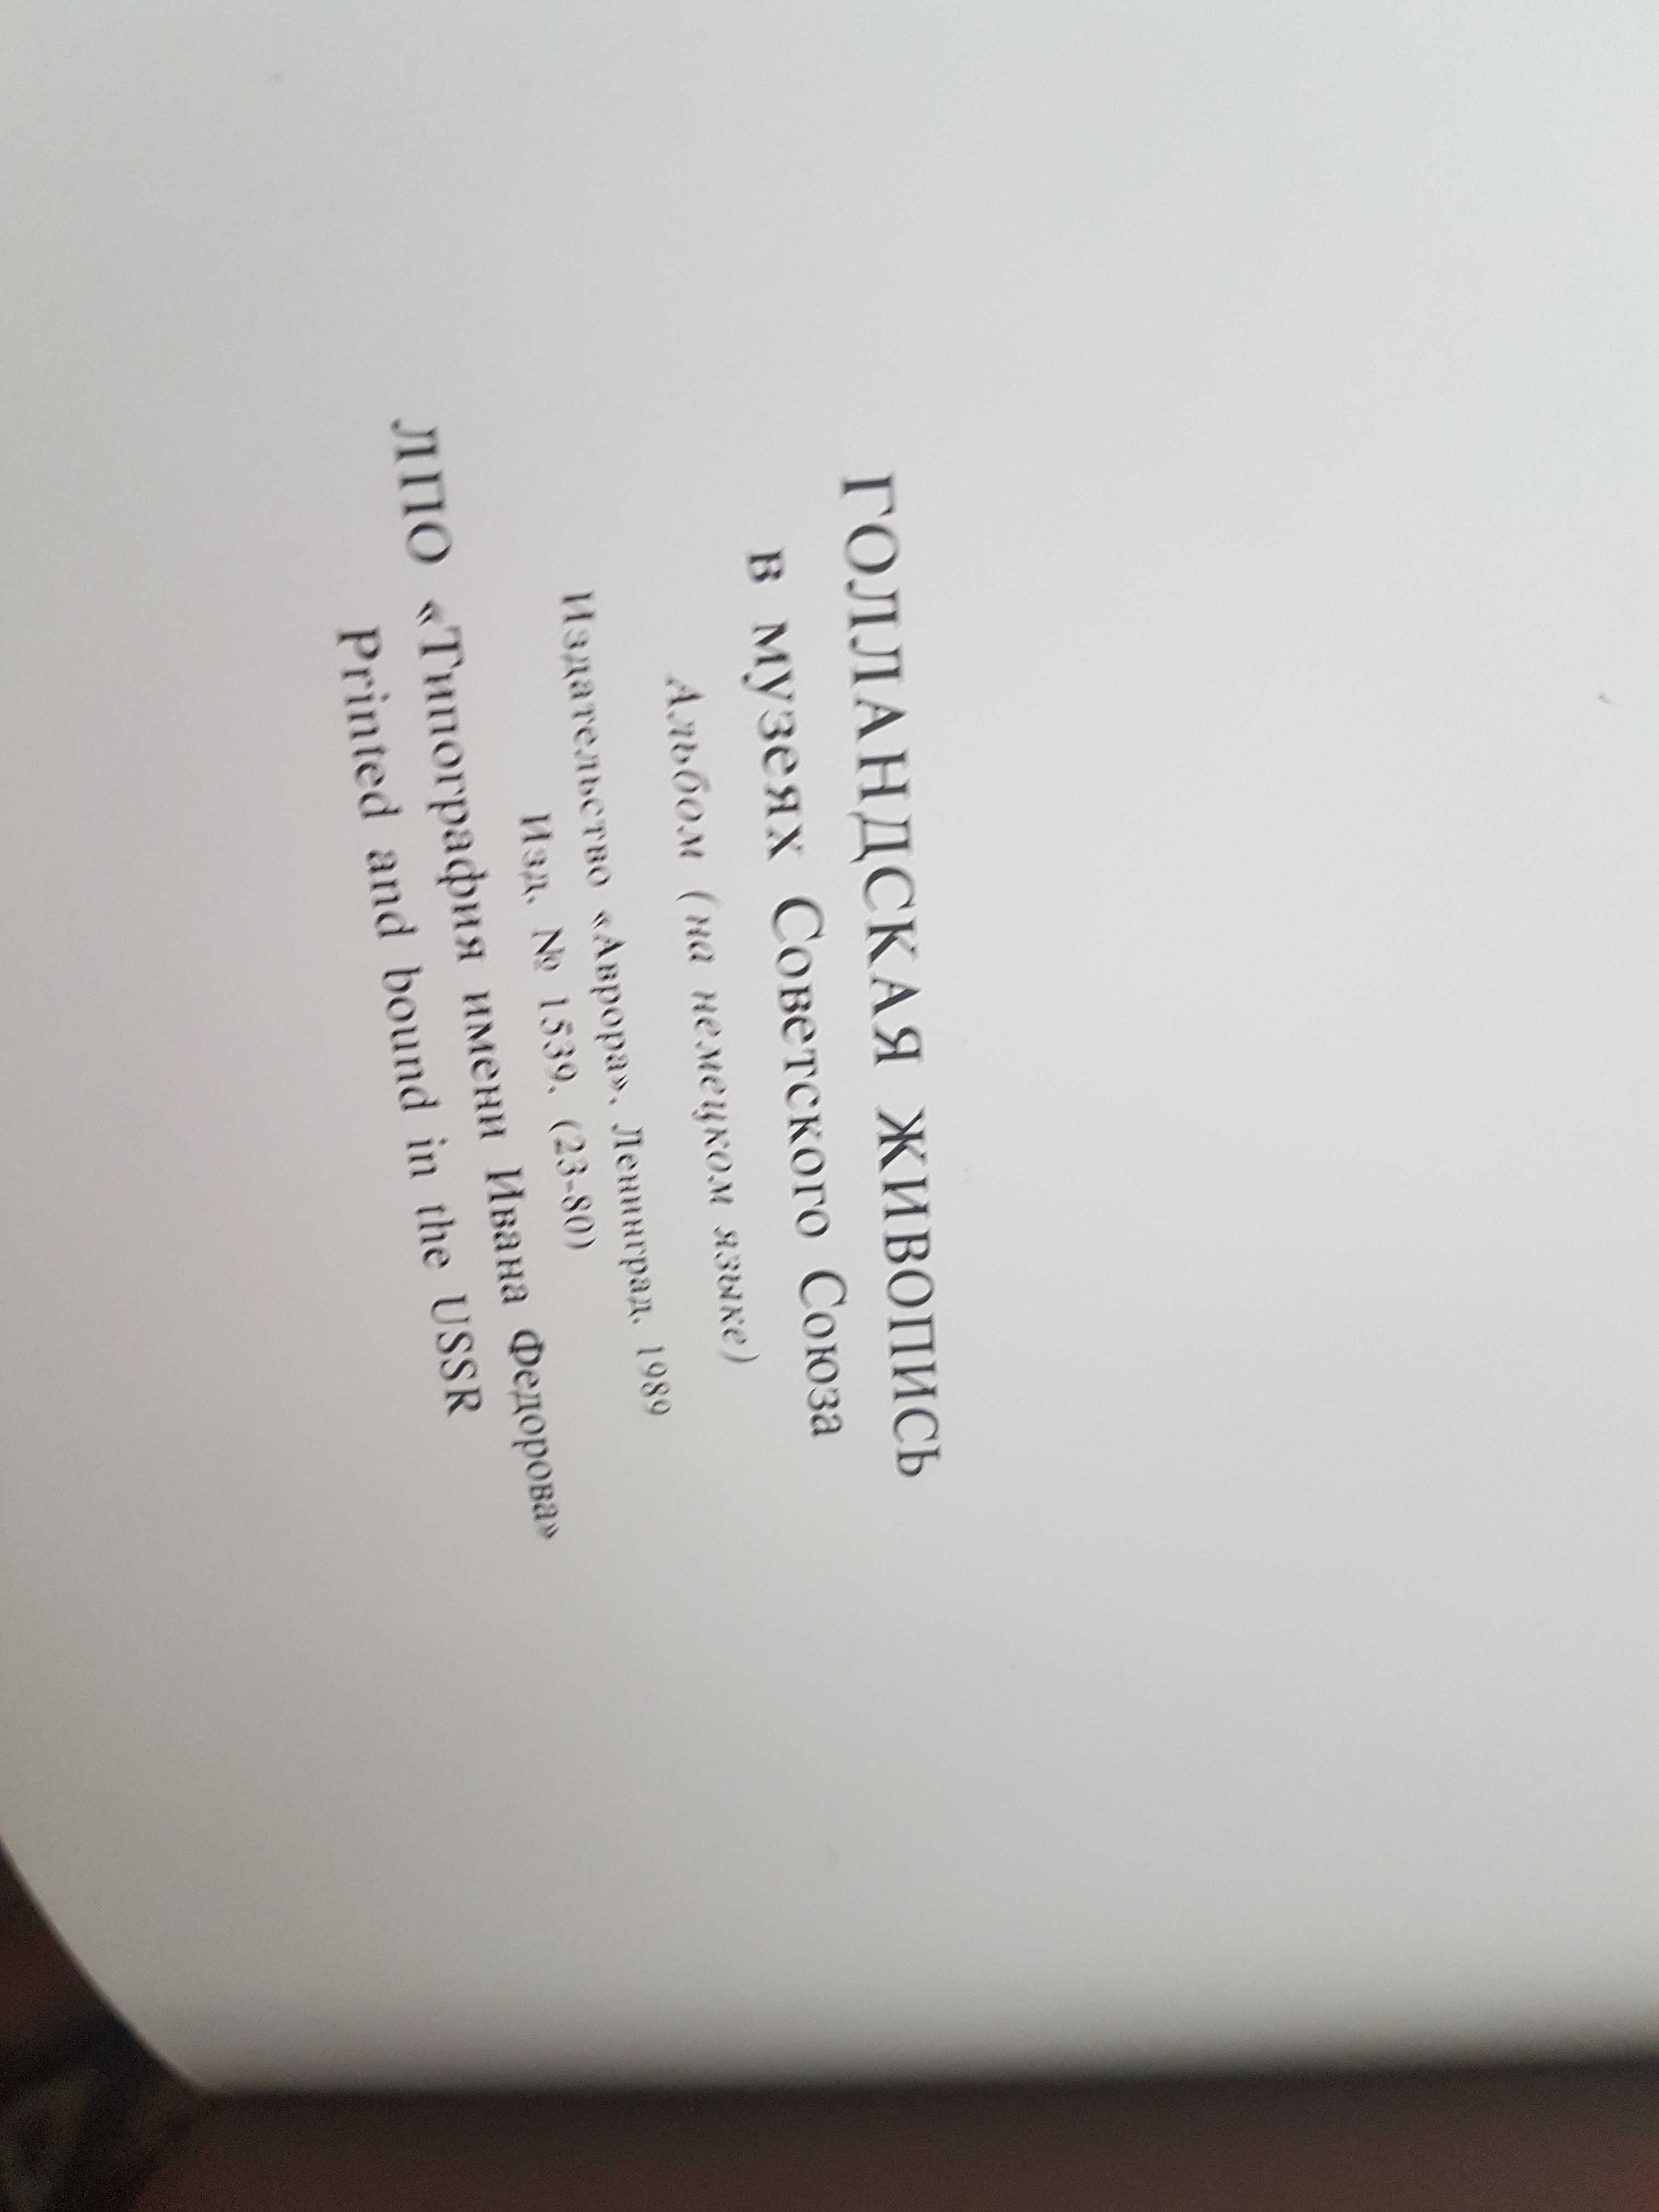 ГОЛЛАНДСКАЯ ЖИВОПИСЬ
в музеях Советского Союза
Альбом (на немецком языке)
Издательство «Аврора». Ленинград. 1989
Изд. № 1539. (23-80)
ЛПО «Типография имени Ивана Федорова»
Printed and bound in the USSR